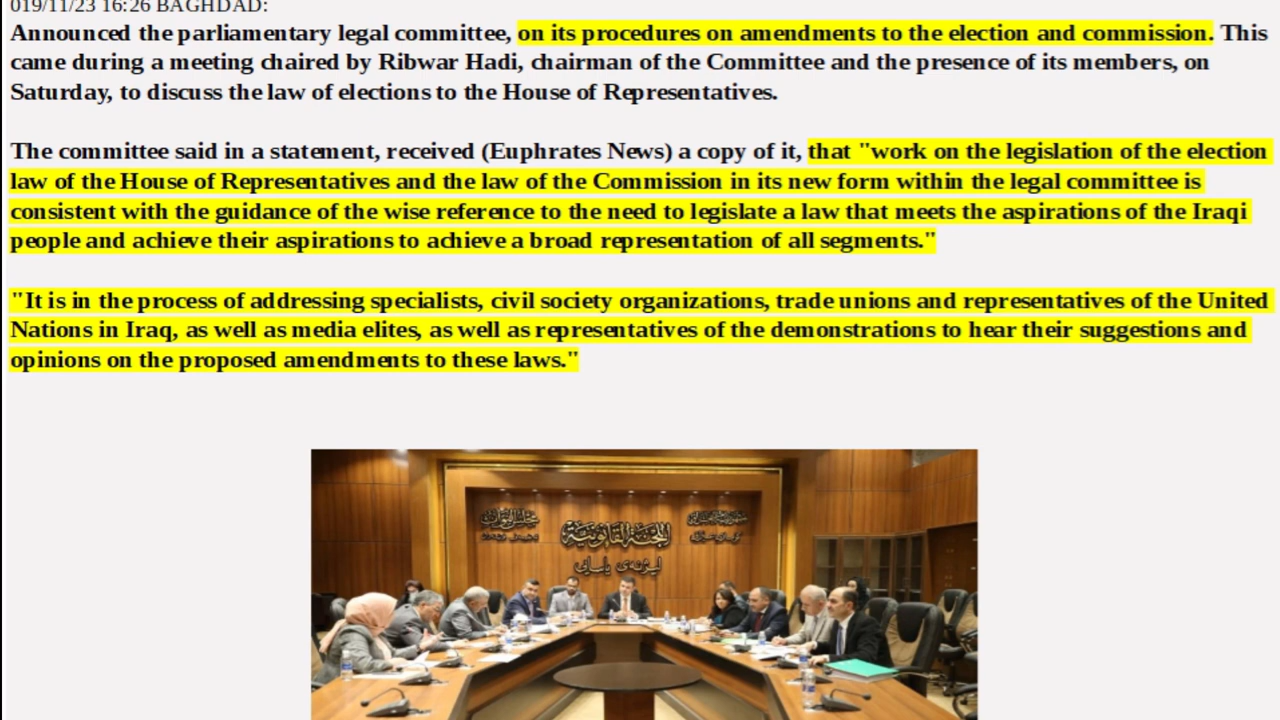 019/11/23 16:26 BAGHDAD:
Announced the parliamentary legal committee, on its procedures on amendments to the election and commission. This
came during a meeting chaired by Ribwar Hadi, chairman of the Committee and the presence of its members, on
Saturday, to discuss the law of elections to the House of Representatives.
The committee said in a statement, received (Euphrates News) a copy of it, that "work on the legislation of the election
law of the House of Representatives and the law of the Commission in its new form within the legal committee is
consistent with the guidance of the wise reference to the need to legislate a law that meets the aspirations of the Iraqi
people and achieve their aspirations to achieve a broad representation of all segments."
"It is in the process of addressing specialists, civil society organizations, trade unions and representatives of the United
Nations in Iraq, as well as media elites, as well as representatives of the demonstrations to hear their suggestions and
opinions on the proposed amendments to these laws."
مجلس النواب
اللجنة القانونية
لیژنەی یاسایی